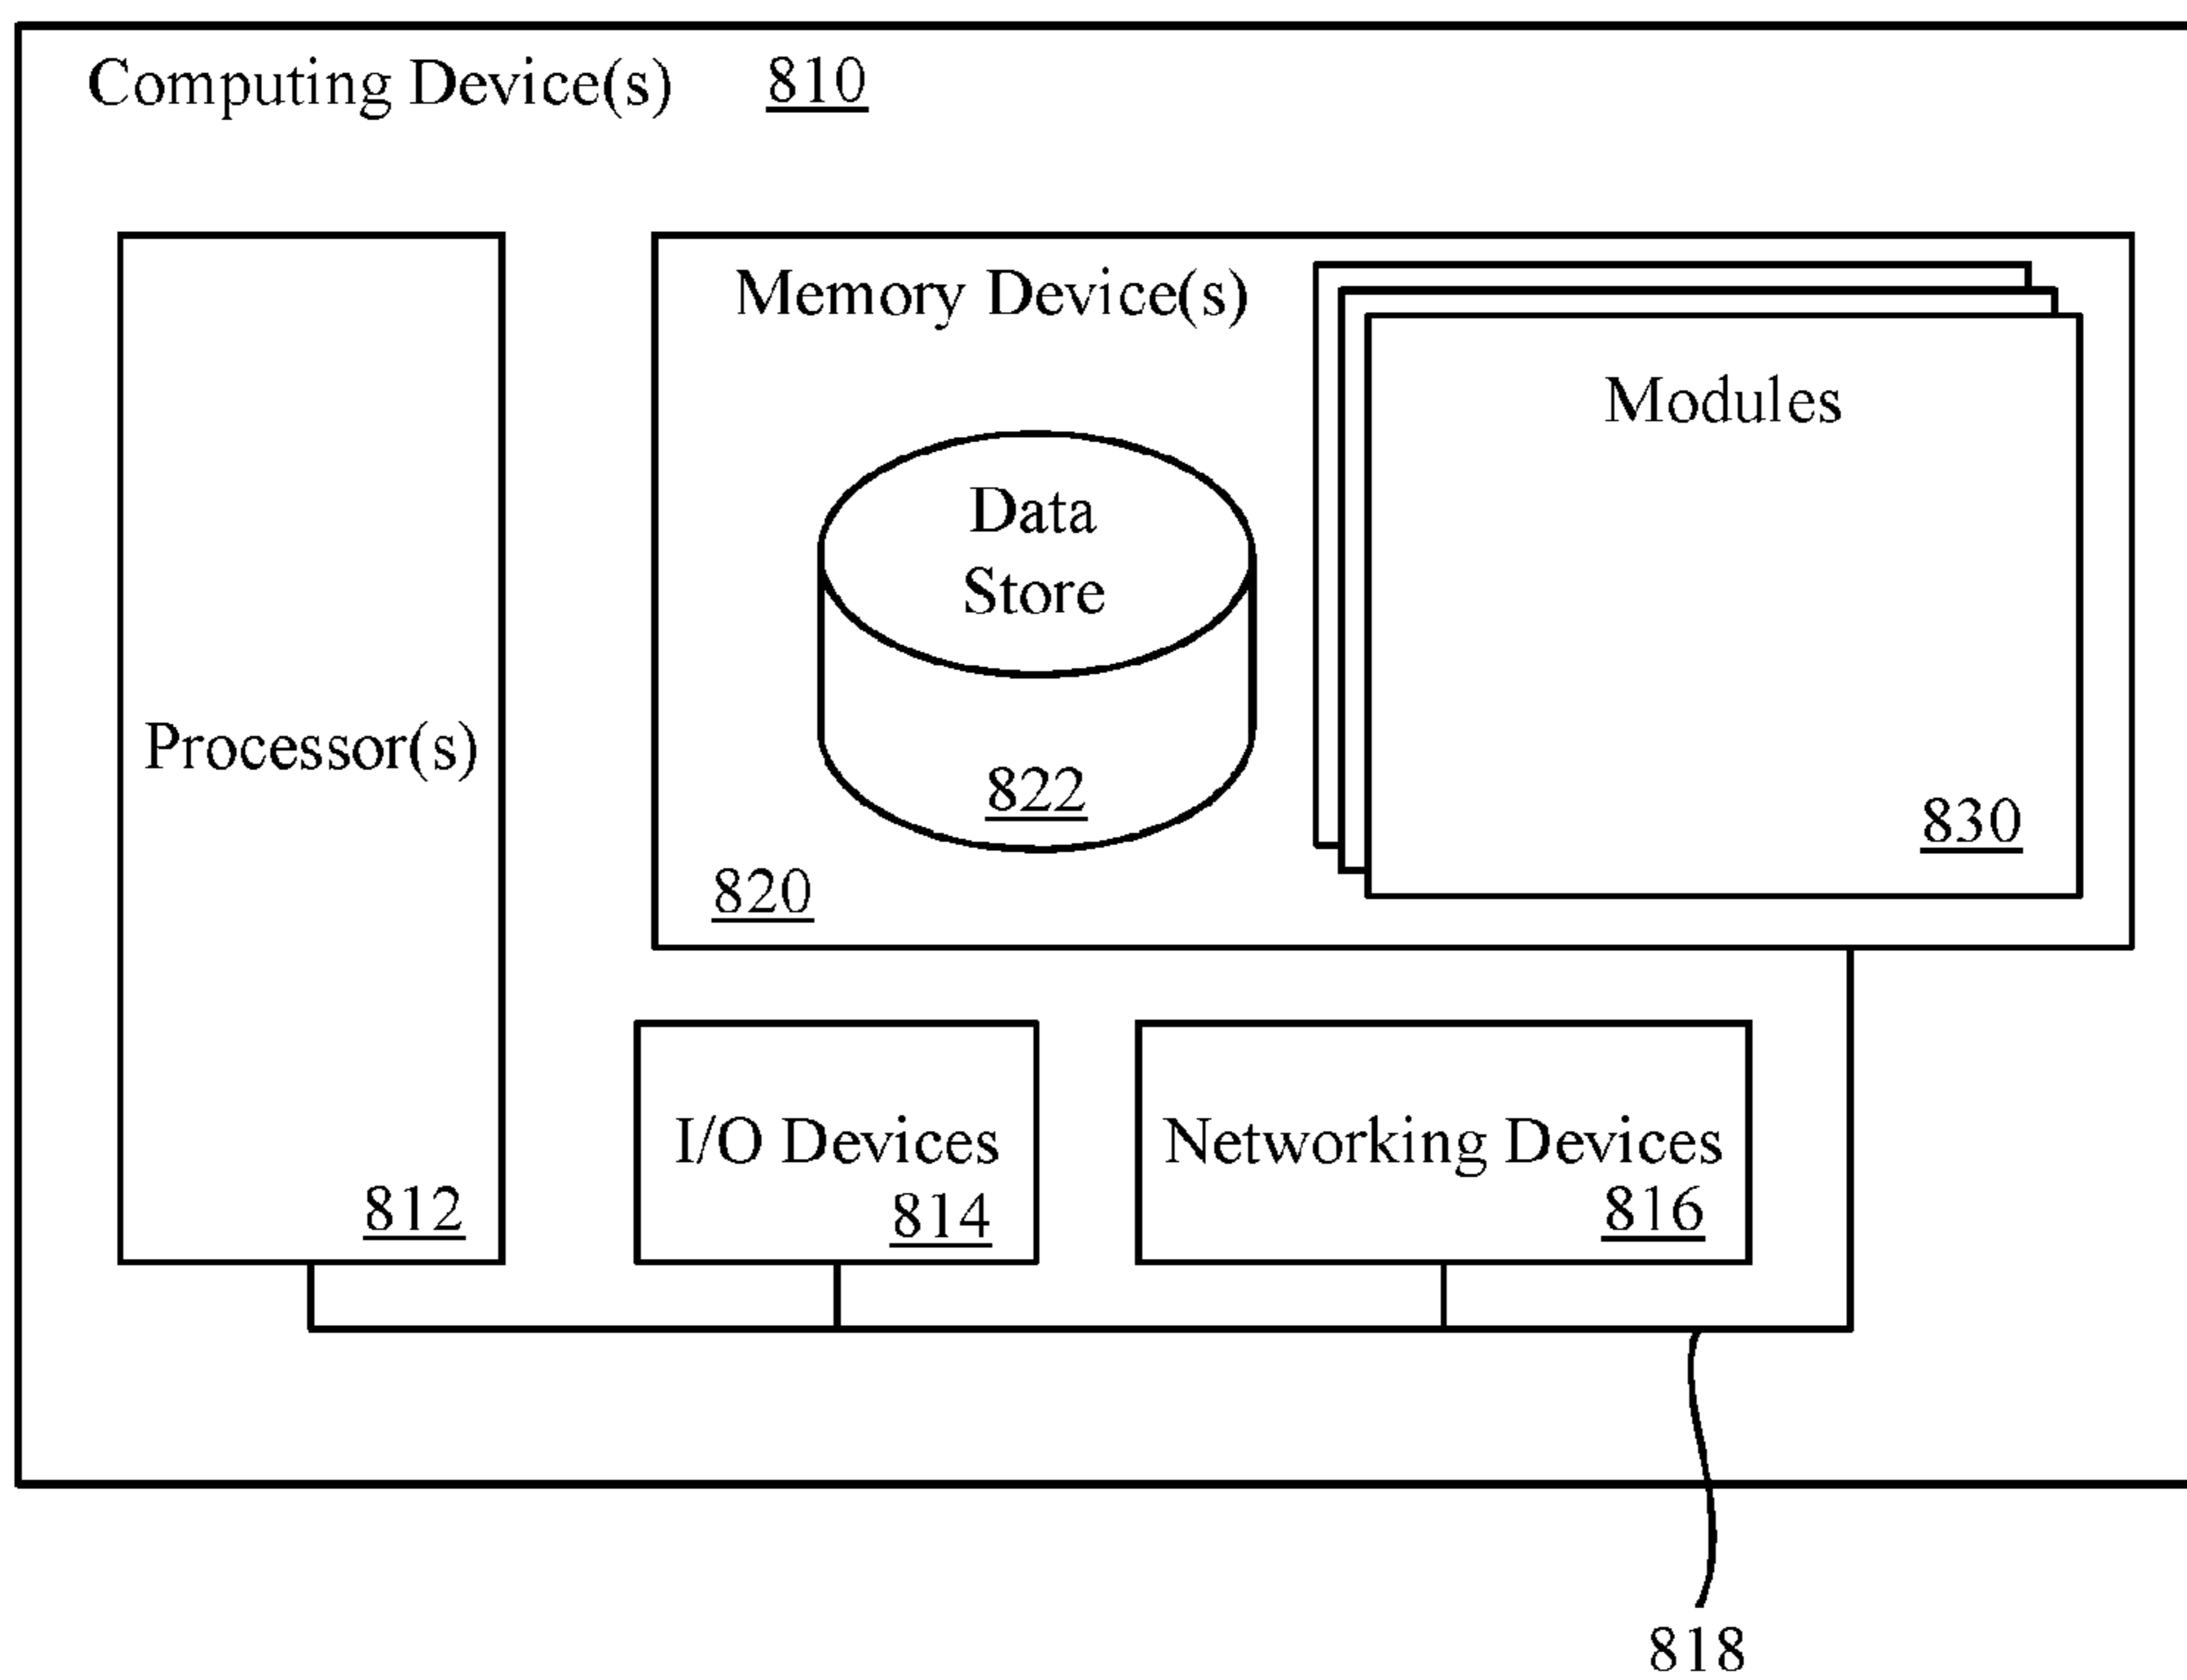 Computing Device(s) 810
Memory Device(s)
Modules
Data
Store
Processor(s)
822
830
820
I/O Devices
Networking Devices
812
814
816
818